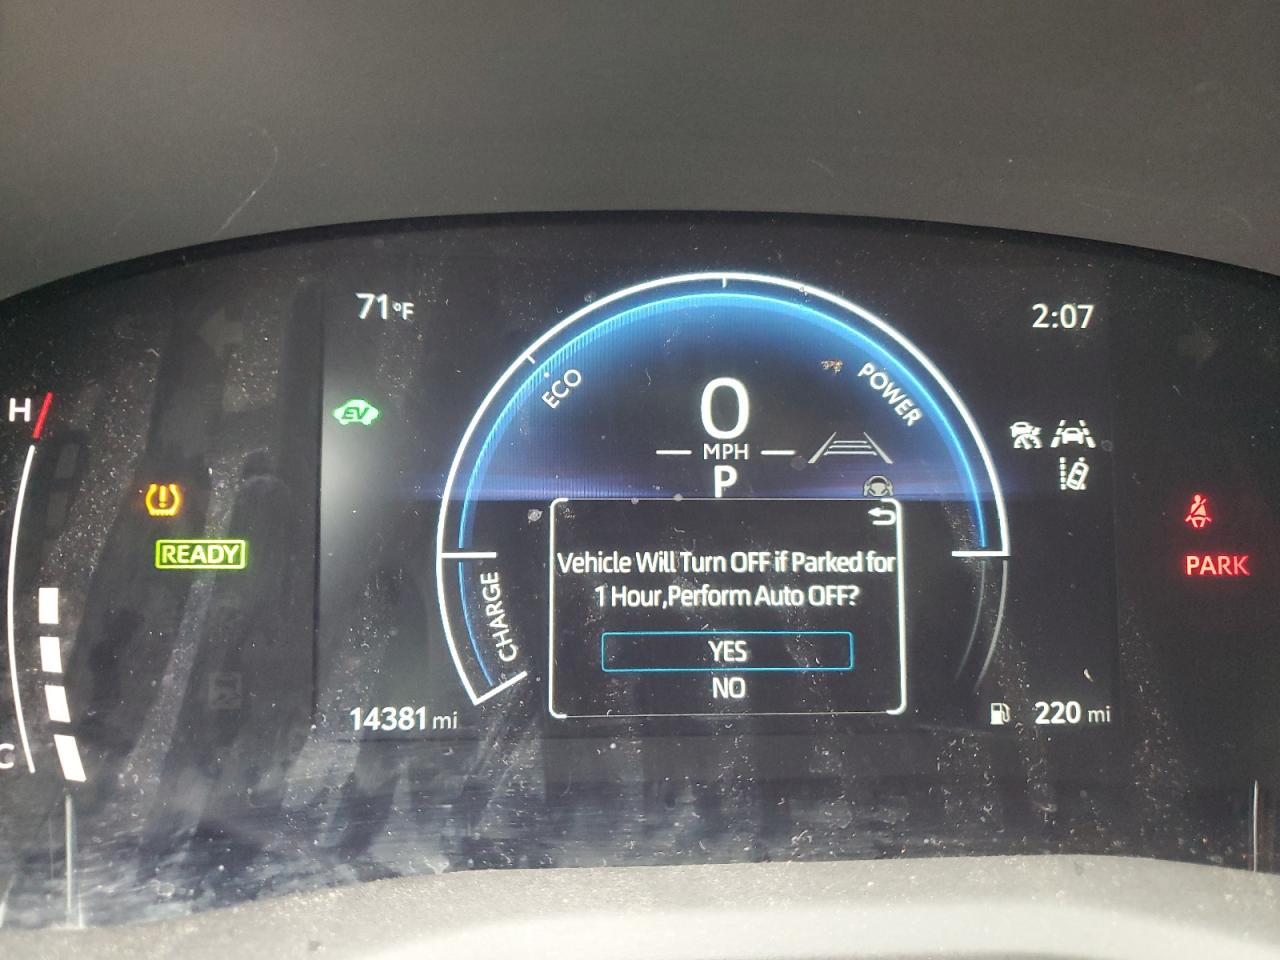 71°F
2:07
H
EV
ECO
POWER
0
MPH
P
READY
PARK
Vehicle Will Turn OFF if Parked for
1 Hour,Perform Auto OFF?
YES
NO
CHARGE
C
14381 mi
220 mi